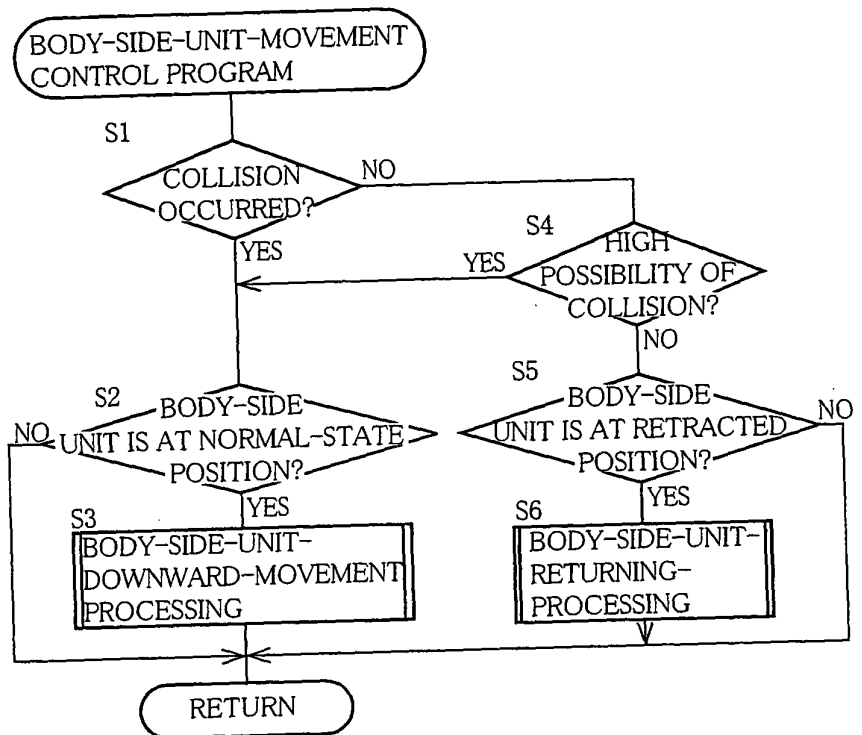 BODY-SIDE-UNIT-MOVEMENT
CONTROL PROGRAM
S1
COLLISION
OCCURRED?
NO
YES
S4
HIGH
POSSIBILITY OF
COLLISION?
YES
NO
S2
BODY-SIDE
UNIT IS AT NORMAL-STATE
POSITION?
NO
YES
S5
BODY-SIDE
UNIT IS AT RETRACTED
POSITION?
NO
YES
S3
BODY-SIDE-UNIT-
DOWNWARD-MOVEMENT
PROCESSING
S6
BODY-SIDE-UNIT-
RETURNING-
PROCESSING
RETURN